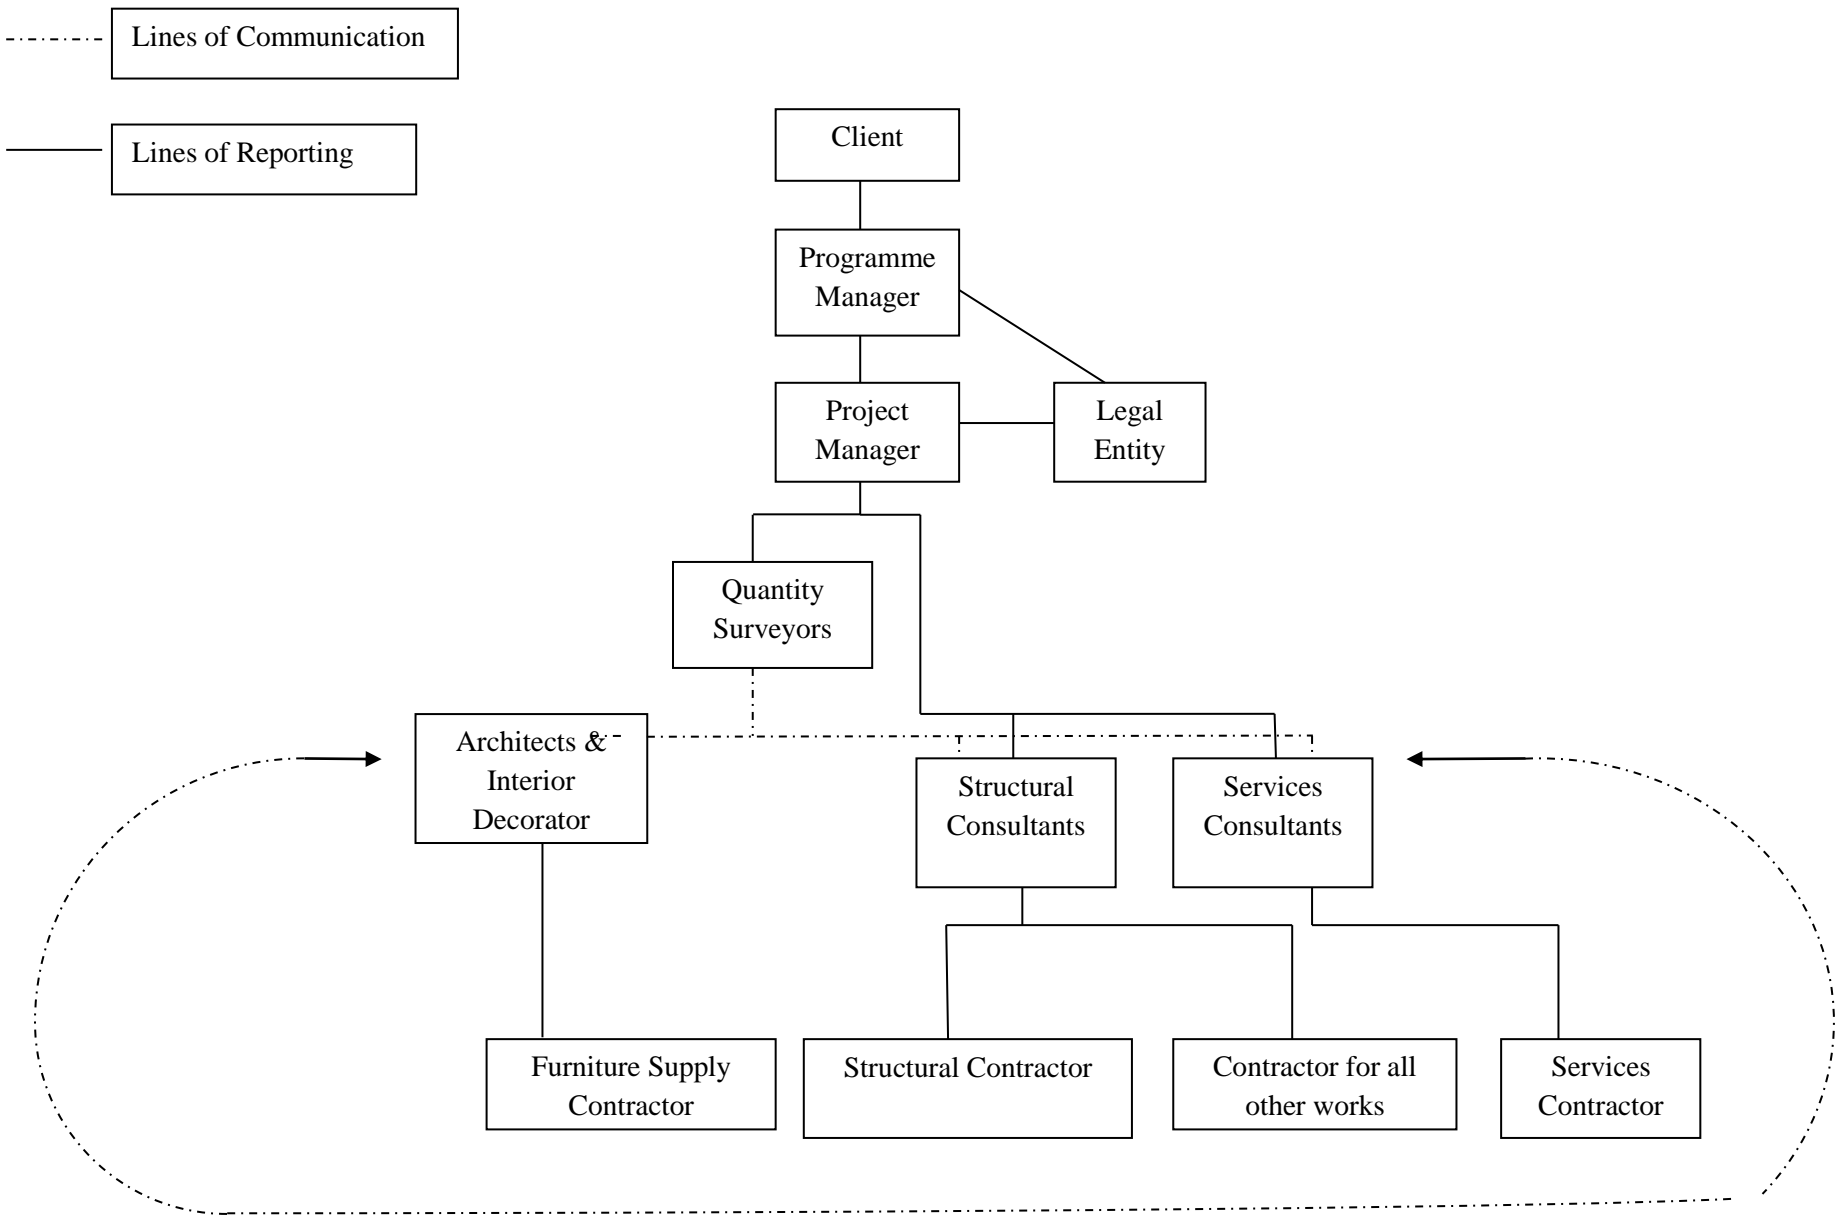 Lines of Communication
Lines of Reporting
Client
Programme
Manager
Project
Manager
Legal
Entity
Quantity
Surveyors
Architects &
Interior
Decorator
Structural
Consultants
Services
Consultants
Furniture Supply
Contractor
Structural Contractor
Contractor for all
other works
Services
Contractor